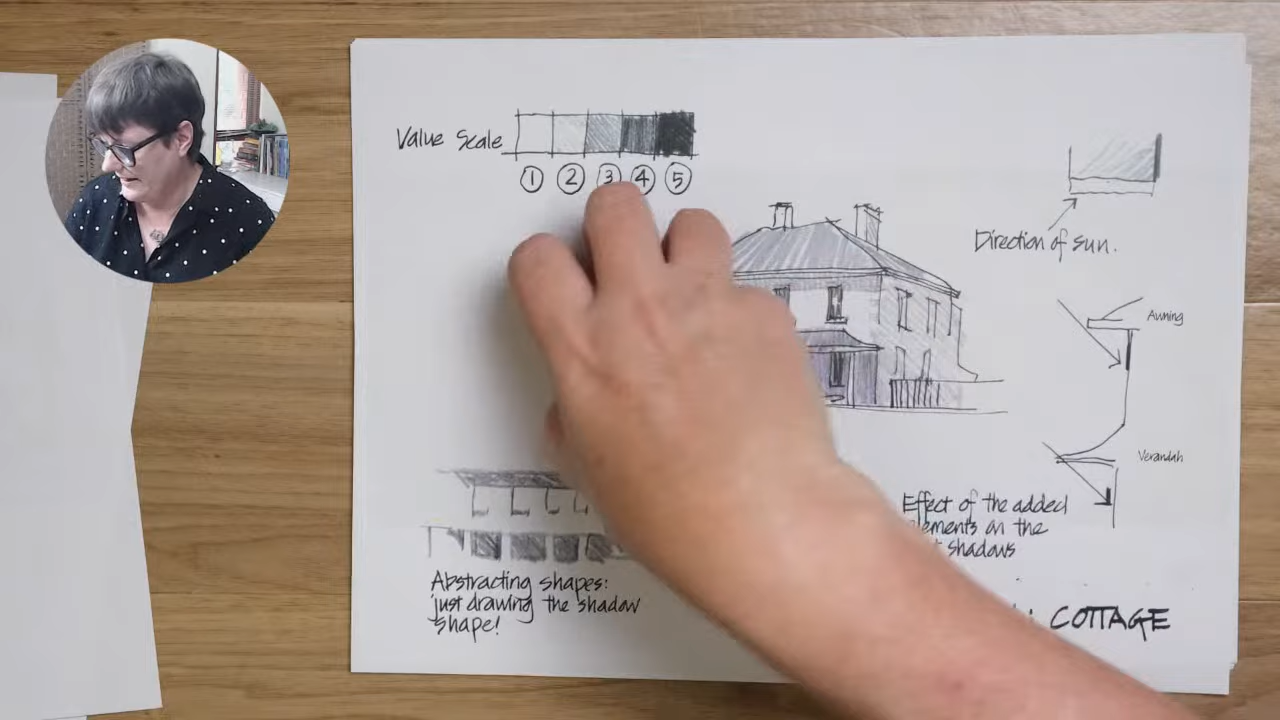 Value Scale
① ② ③ ④ ⑤
Direction of sun.
Awning
Verandah
Effect of the added
elements on the
shadows
Abstracting shapes:
just drawing the shadow
shape!
COTTAGE